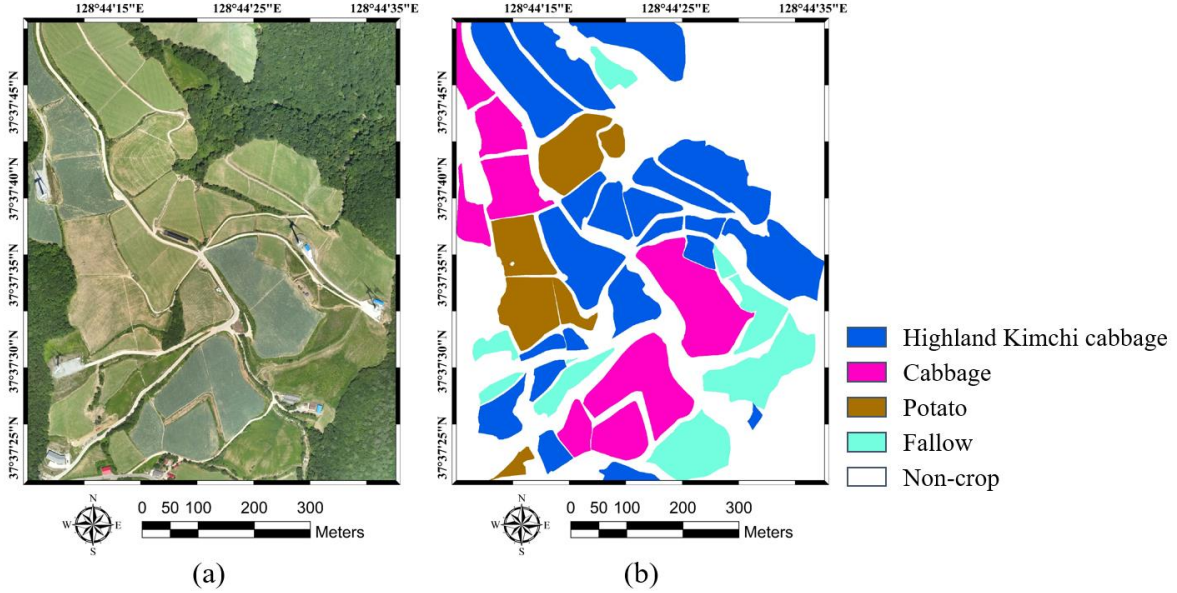 128°44'15"E 128°44'25"E 128°44'35"E
128°44'15"E 128°44'25"E 128°44'35"E
37°37'45"N
37°37'40"N
37°37'35"N
37°37'30"N
37°37'25"N
37°37'45"N
37°37'40"N
37°37'35"N
37°37'30"N
37°37'25"N
Highland Kimchi cabbage
Cabbage
Potato
Fallow
Non-crop
N
W E
S
0 50 100 200 300
Meters
N
W E
S
0 50 100 200 300
Meters
(a)
(b)